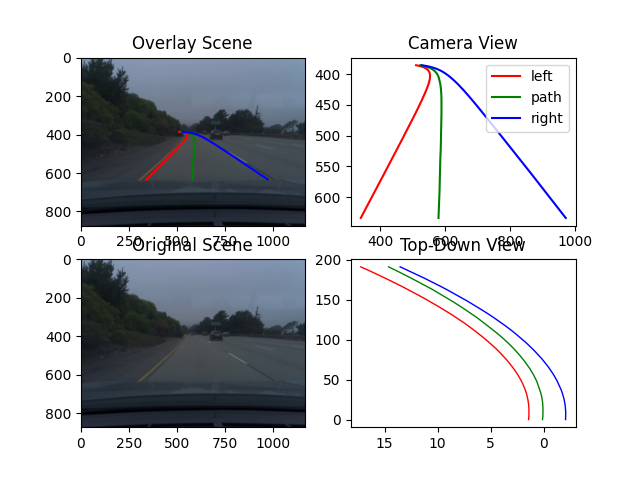 Overlay Scene
0
200
400
600
800
0 250 500 750 1000
Camera View
400
450
500
550
600
400 600 800 1000
left
path
right
Original Scene
0
200
400
600
800
0 250 500 750 1000
Top-Down View
200
150
100
50
0
15 10 5 0